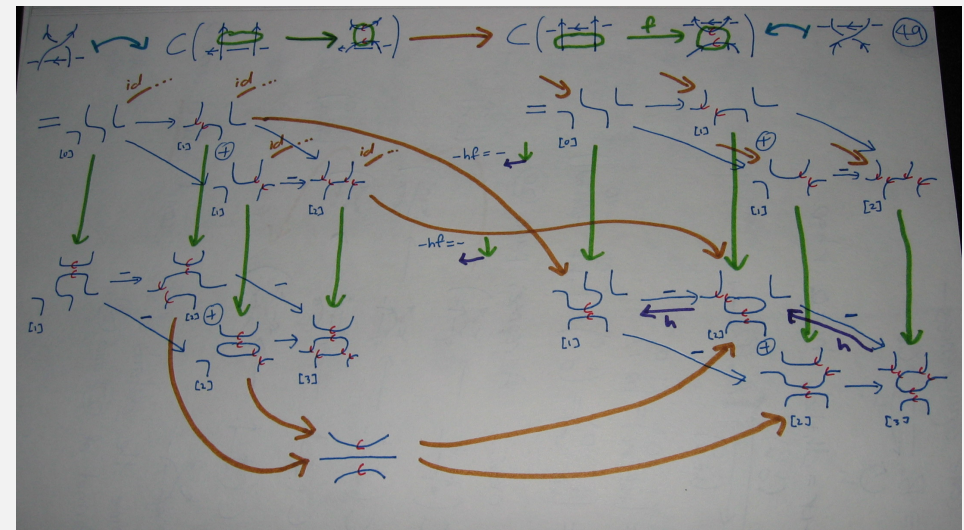 C ( ) C ( f ) 49
id ... id ...
= [0] [1] = [0] [1]
⊕ id ... id ... -hf=- ⊕
[1] - [2] [1] - [2]
-hf=-
- - -
[1] - [2] ⊕ - [1] h [2] ⊕ - h
[2] [3] - [2] [3]